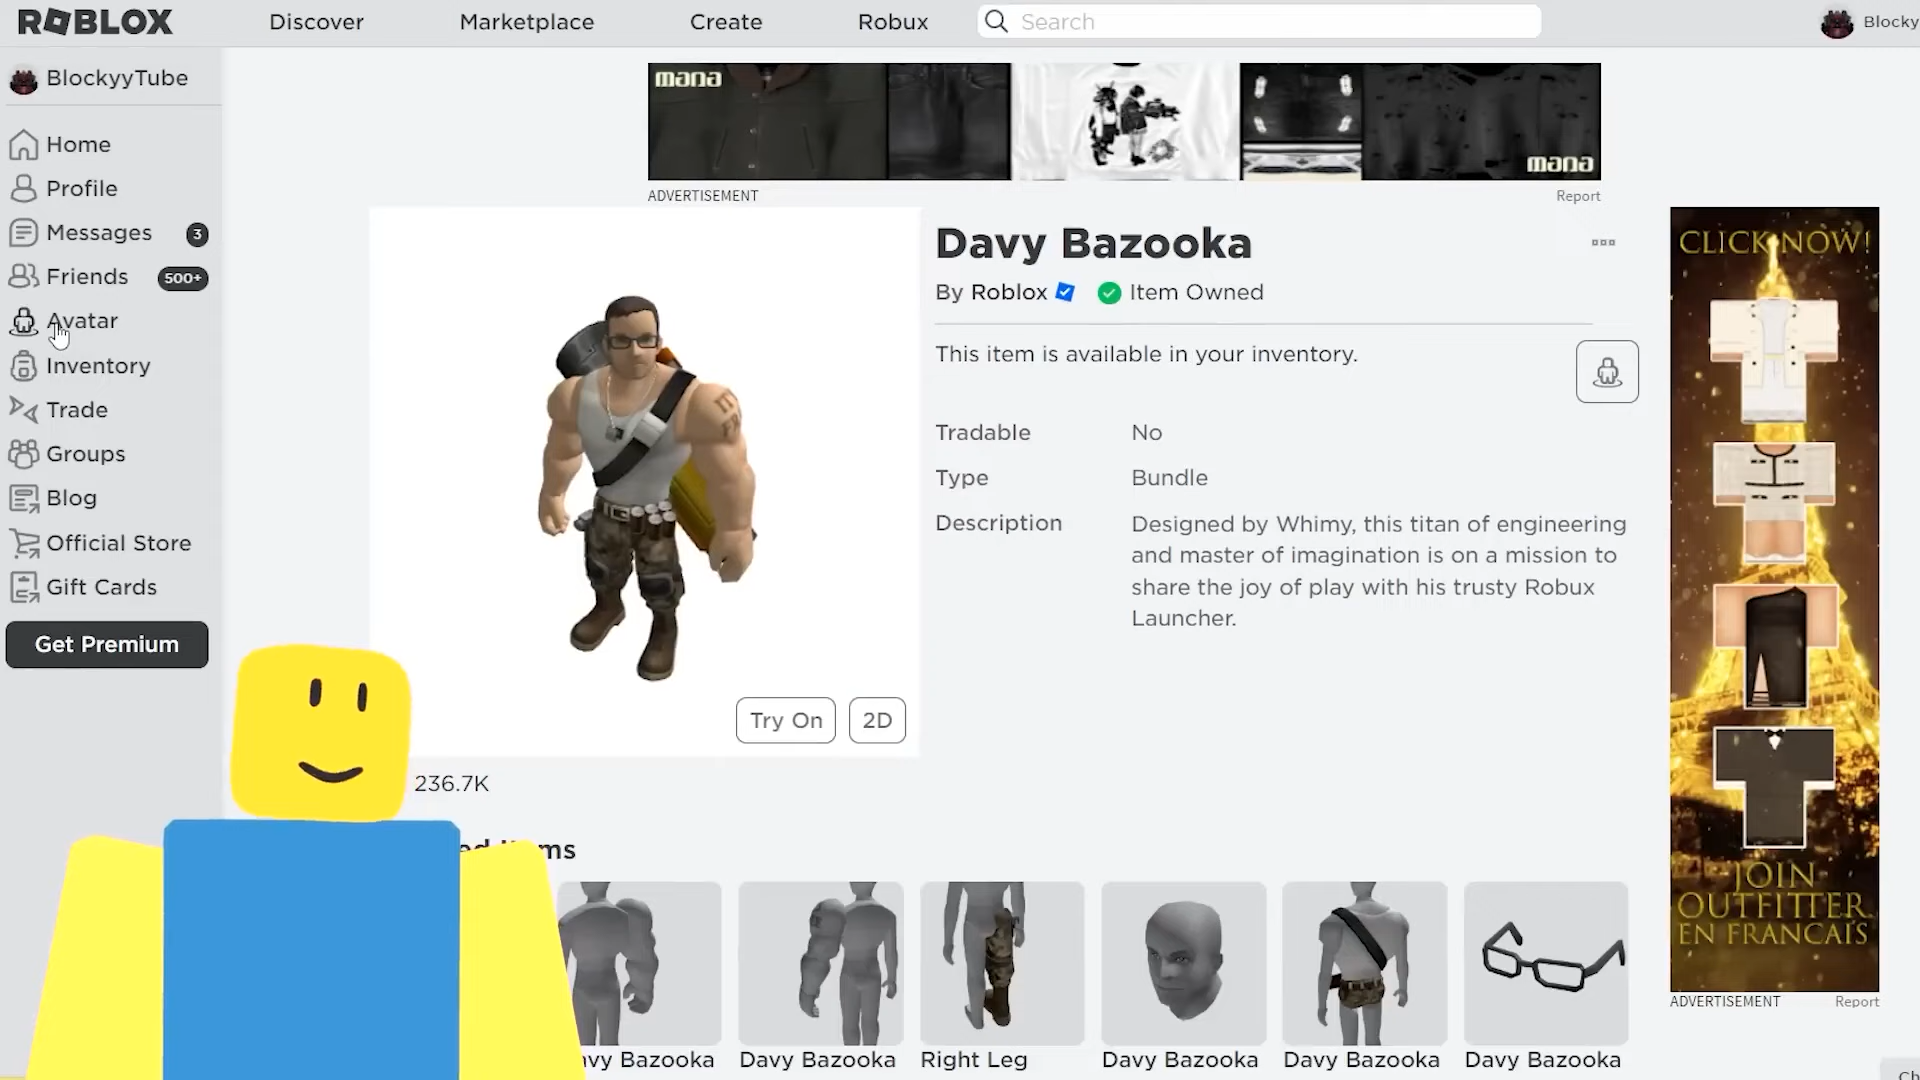 ROBLOX
Discover
Marketplace
Create
Robux
Search
Blocky
BlockyyTube
Home
Profile
Messages
3
Friends
500+
Avatar
Inventory
Trade
Groups
Blog
Official Store
Gift Cards
Get Premium
mana
mana
ADVERTISEMENT
Report
Davy Bazooka
By Roblox
Item Owned
This item is available in your inventory.
Tradable
No
Type
Bundle
Description
Designed by Whimy, this titan of engineering
and master of imagination is on a mission to
share the joy of play with his trusty Robux
Launcher.
Try On
2D
236.7K
ed Items
vy Bazooka
Davy Bazooka
Right Leg
Davy Bazooka
Davy Bazooka
Davy Bazooka
CLICK NOW!
JOIN
OUTFITTER
EN FRANCAIS
ADVERTISEMENT
Report
Ch